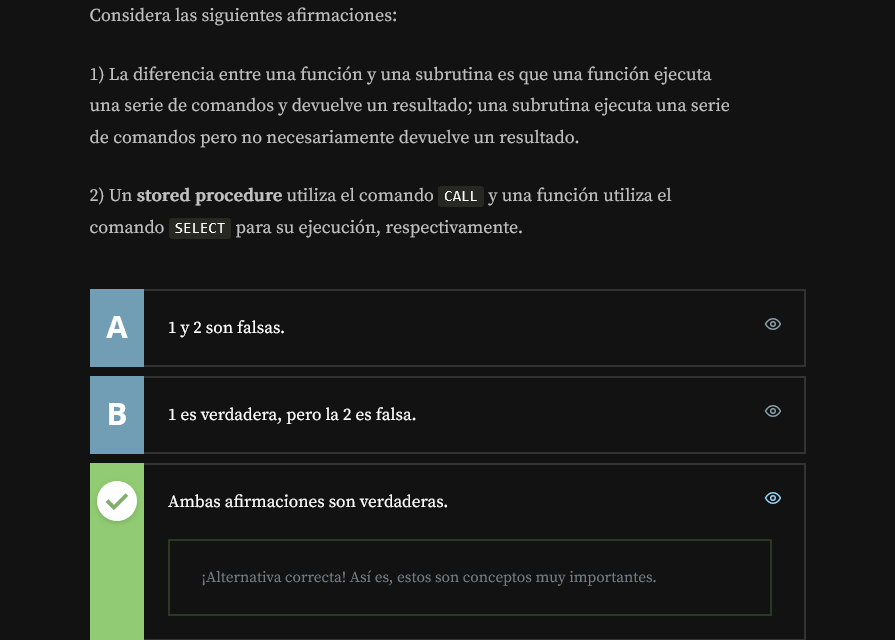 Considera las siguientes afirmaciones:
1) La diferencia entre una función y una subrutina es que una función ejecuta
una serie de comandos y devuelve un resultado; una subrutina ejecuta una serie
de comandos pero no necesariamente devuelve un resultado.
2) Un stored procedure utiliza el comando CALL y una función utiliza el
comando SELECT para su ejecución, respectivamente.
A 1 y 2 son falsas.
B 1 es verdadera, pero la 2 es falsa.
Ambas afirmaciones son verdaderas.
¡Alternativa correcta! Así es, estos son conceptos muy importantes.